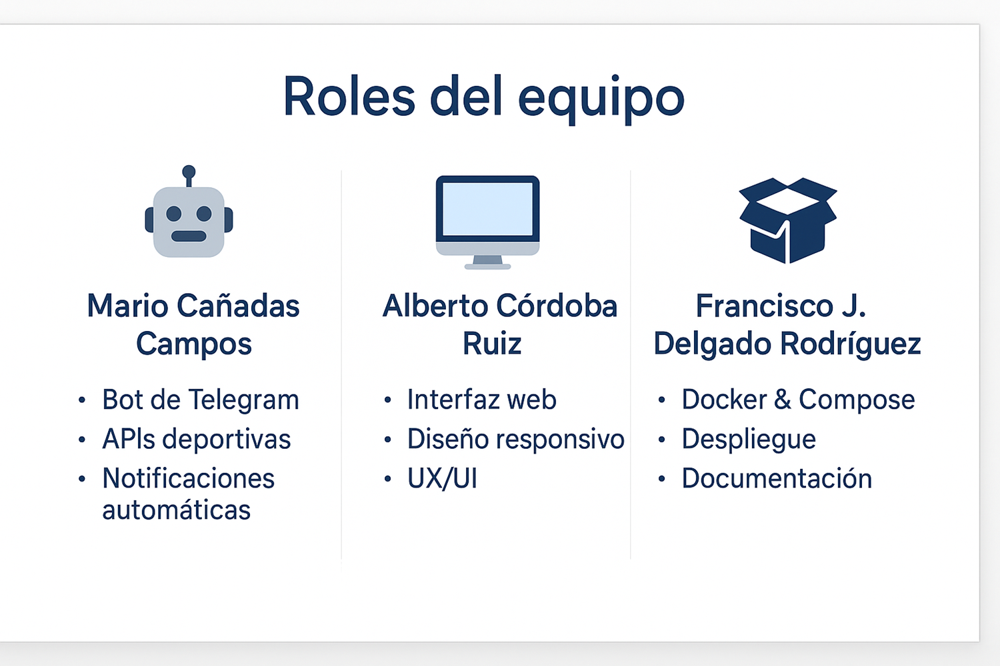 Roles del equipo
Mario Cañadas
Campos
• Bot de Telegram
• APIs deportivas
• Notificaciones
automáticas
Alberto Córdoba
Ruiz
• Interfaz web
• Diseño responsivo
• UX/UI
Francisco J.
Delgado Rodríguez
• Docker & Compose
• Despliegue
• Documentación